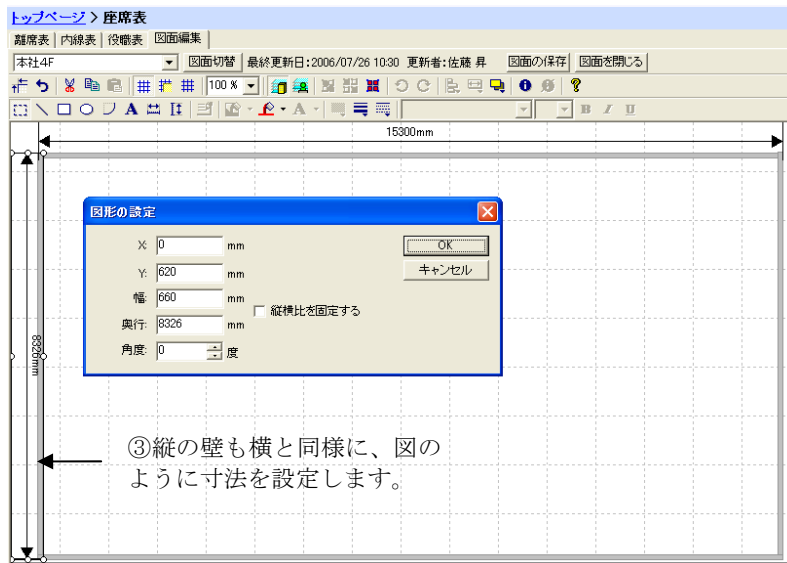 トップページ > 座席表
離席表 内線表 役職表 図面編集
本社4F 図面切替 最終更新日:2006/07/26 10:30 更新者:佐藤 昇 図面の保存 図面を閉じる
100 %
A A B I U
15300mm
図形の設定
X: 0 mm OK
Y: 620 mm キャンセル
幅: 660 mm
縦横比を固定する
奥行: 8326 mm
角度: 0 度
8326mm
③縦の壁も横と同様に、図の
ように寸法を設定します。